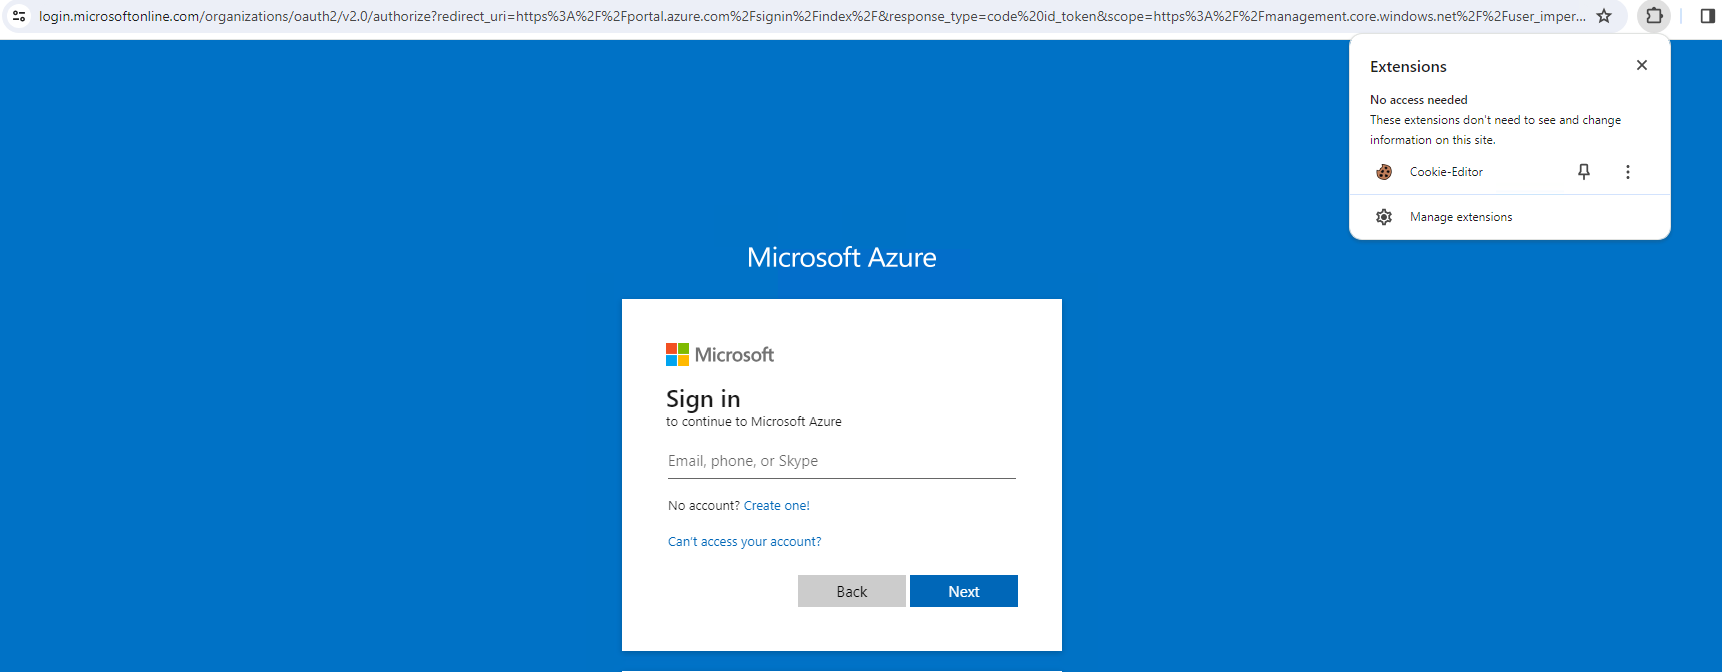 login.microsoftonline.com/organizations/oauth2/v2.0/authorize?redirect_uri=https%3A%2F%2Fportal.azure.com%2Fsignin%2Findex%2F&response_type=code%20id_token&scope=https%3A%2F%2Fmanagement.core.windows.net%2F%2Fuser_imper...
Extensions
No access needed
These extensions don't need to see and change
information on this site.
Cookie-Editor
Manage extensions
Microsoft Azure
Microsoft
Sign in
to continue to Microsoft Azure
Email, phone, or Skype
No account? Create one!
Can't access your account?
Back
Next